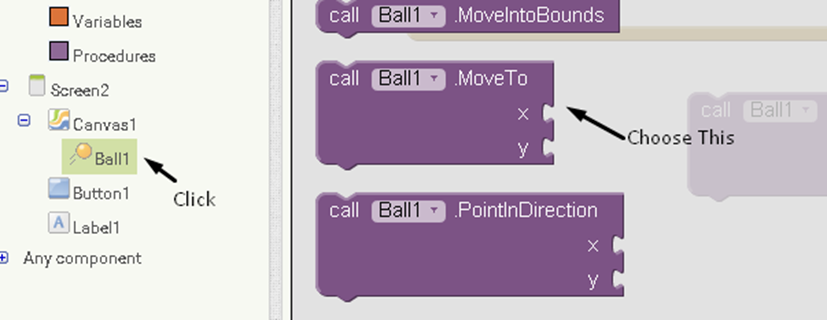 Variables
Procedures
Screen2
Canvas1
Ball1
Click
Button1
A Label1
Any component
call Ball1 .MoveIntoBounds
call Ball1 .MoveTo
x
y
Choose This
call Ball1
call Ball1 .PointInDirection
x
y